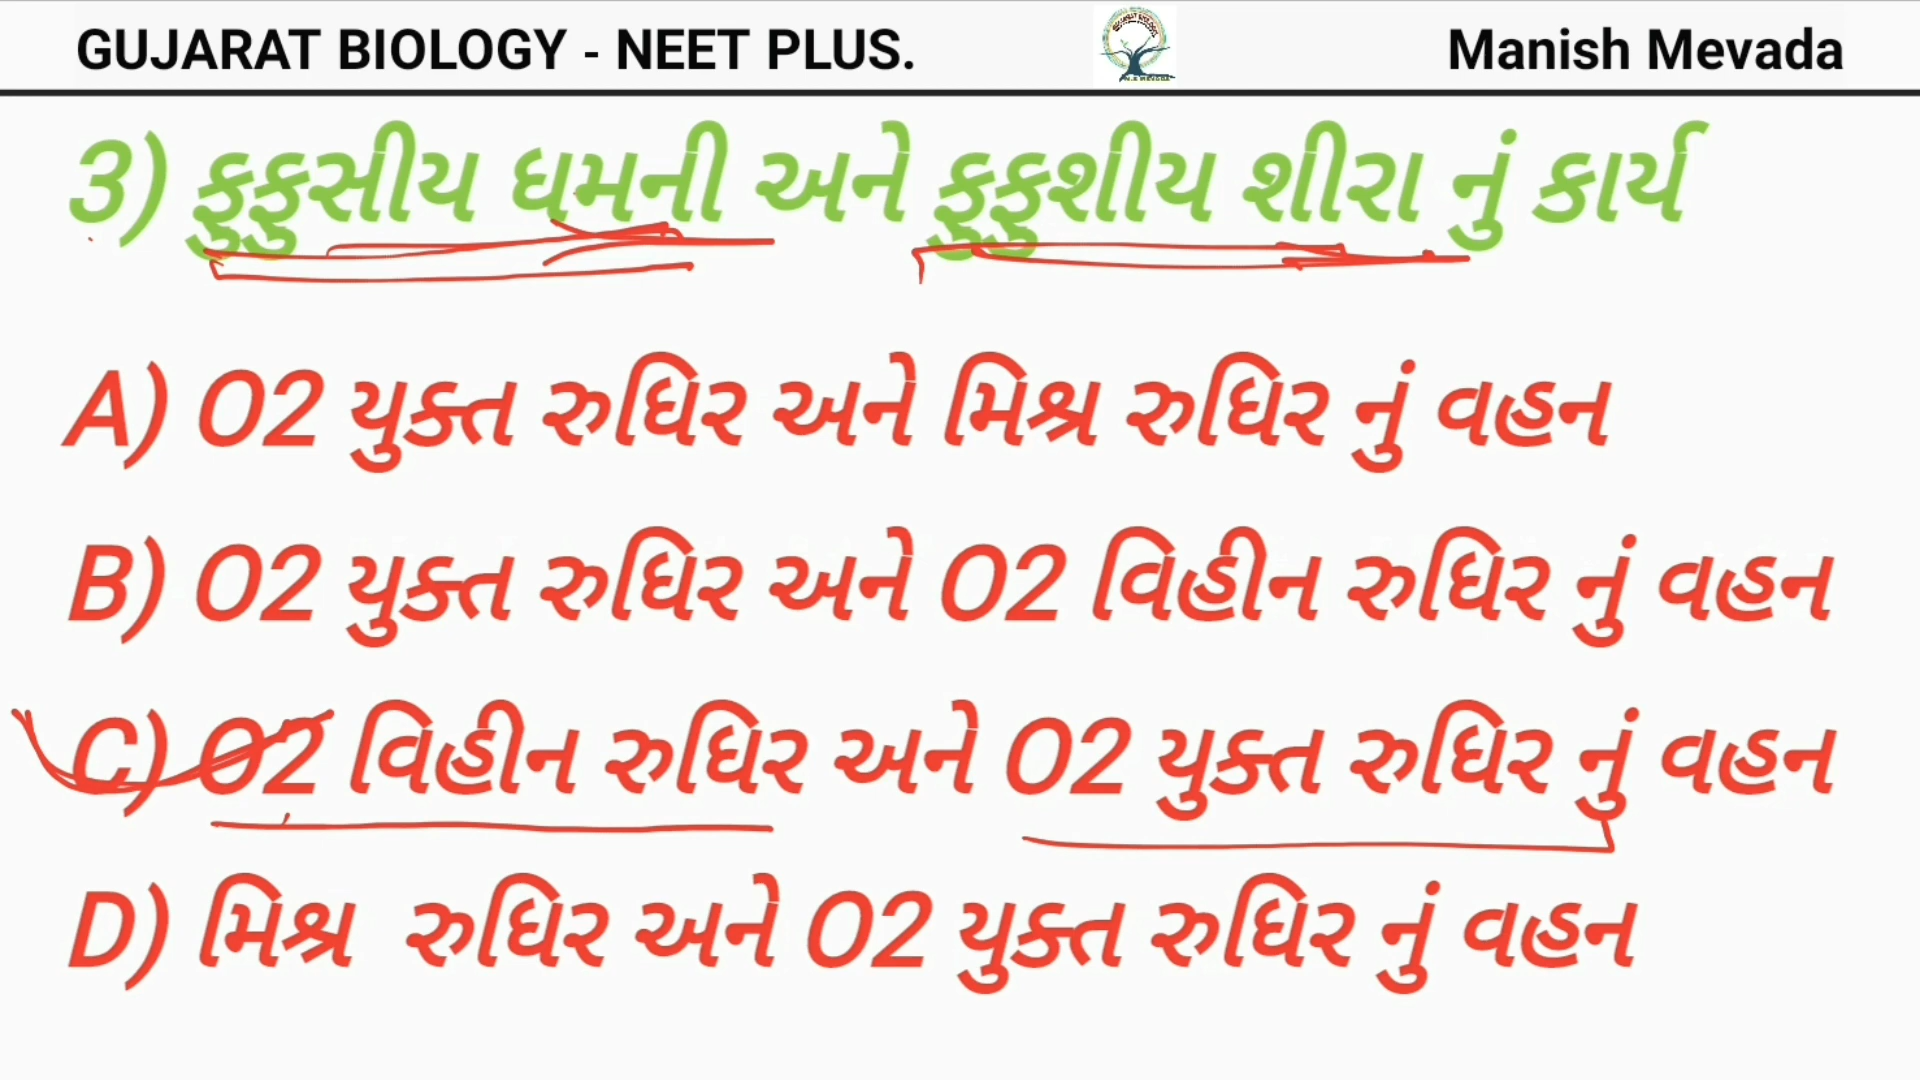 GUJARAT BIOLOGY - NEET PLUS.
Manish Mevada
3) ફુફુસીય ધમની અને ફુફુશીય શીરા નું કાર્ય
A) O2 યુક્ત રુધિર અને મિશ્ર રુધિર નું વહન
B) O2 યુક્ત રુધિર અને O2 વિહીન રુધિર નું વહન
C) O2 વિહીન રુધિર અને O2 યુક્ત રુધિર નું વહન
D) મિશ્ર રુધિર અને O2 યુક્ત રુધિર નું વહન